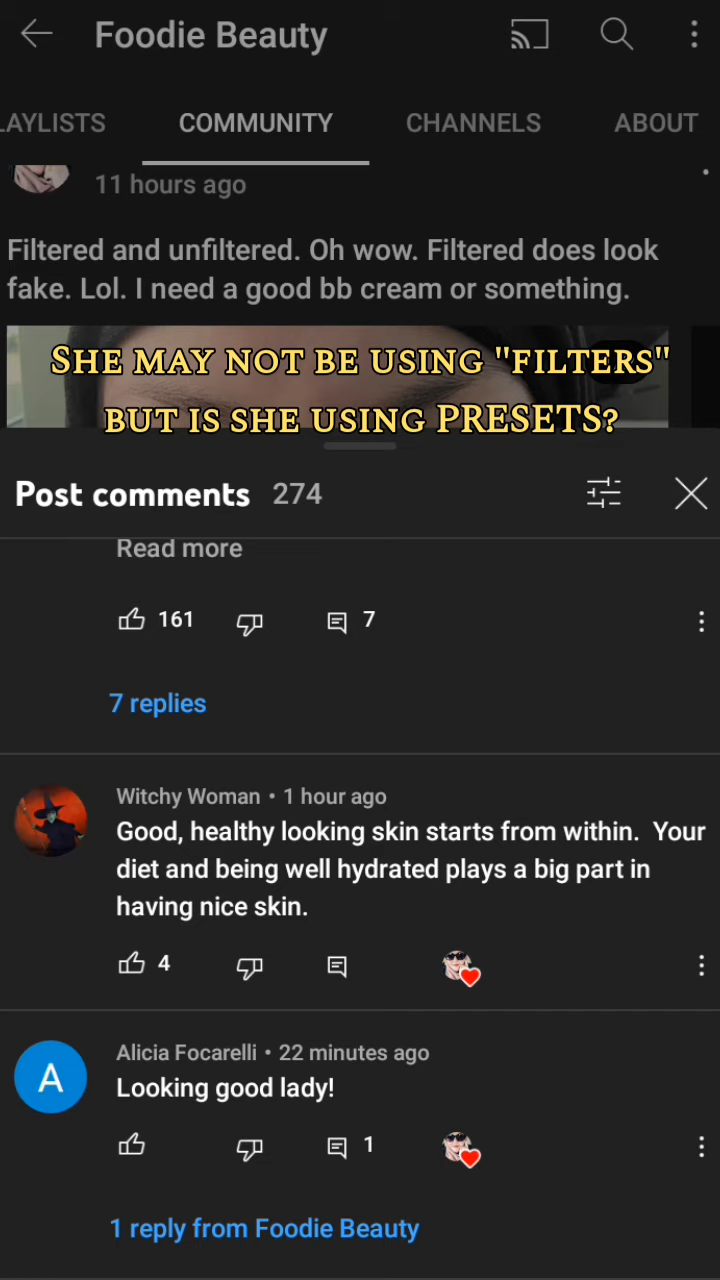 Foodie Beauty
LAYLISTS COMMUNITY CHANNELS ABOUT
11 hours ago
Filtered and unfiltered. Oh wow. Filtered does look
fake. Lol. I need a good bb cream or something.
SHE MAY NOT BE USING "FILTERS"
BUT IS SHE USING PRESETS?
Post comments 274
Read more
161 7
7 replies
Witchy Woman • 1 hour ago
Good, healthy looking skin starts from within. Your
diet and being well hydrated plays a big part in
having nice skin.
4
A
Alicia Focarelli • 22 minutes ago
Looking good lady!
1
1 reply from Foodie Beauty